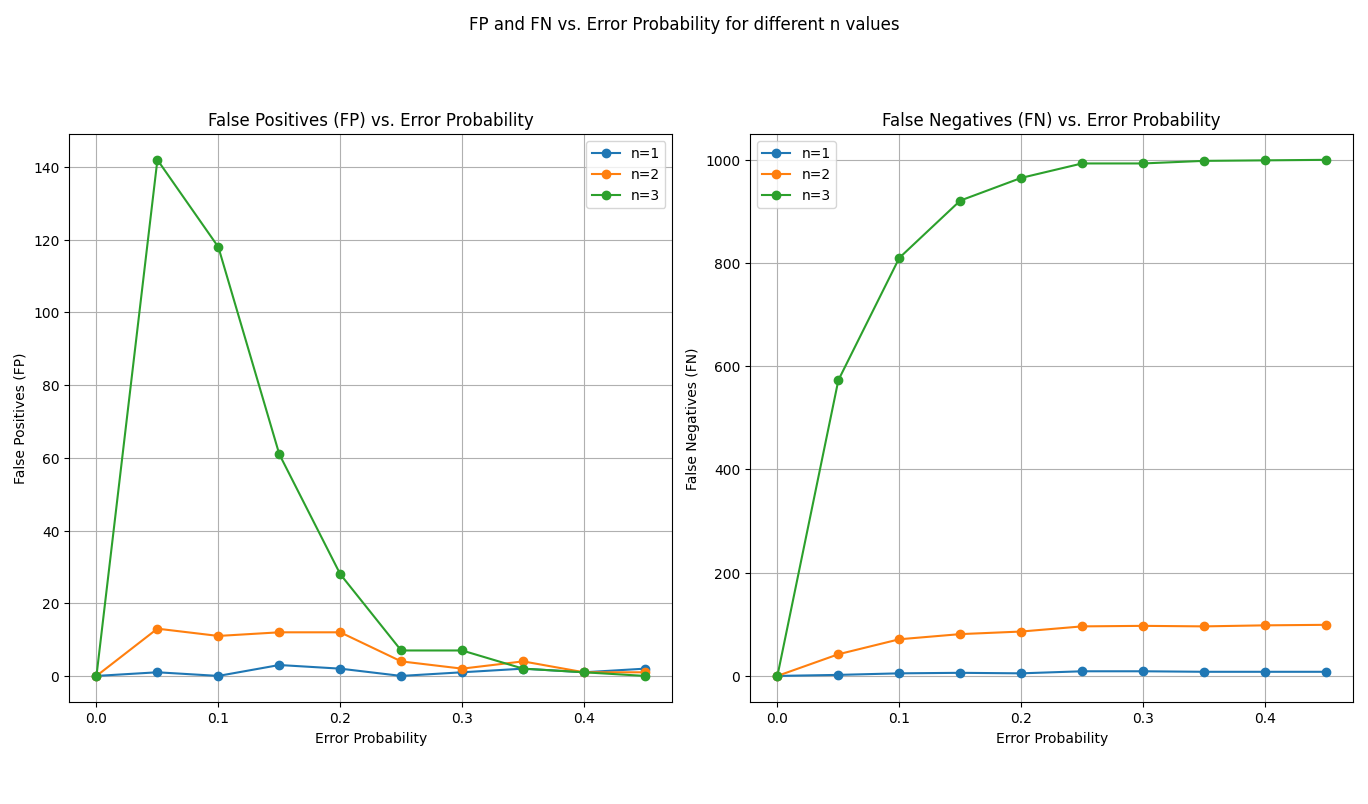 FP and FN vs. Error Probability for different n values
False Positives (FP) vs. Error Probability
False Positives (FP)
140
120
100
80
60
40
20
0
0.0 0.1 0.2 0.3 0.4
Error Probability
n=1
n=2
n=3
False Negatives (FN) vs. Error Probability
False Negatives (FN)
1000
800
600
400
200
0
0.0 0.1 0.2 0.3 0.4
Error Probability
n=1
n=2
n=3